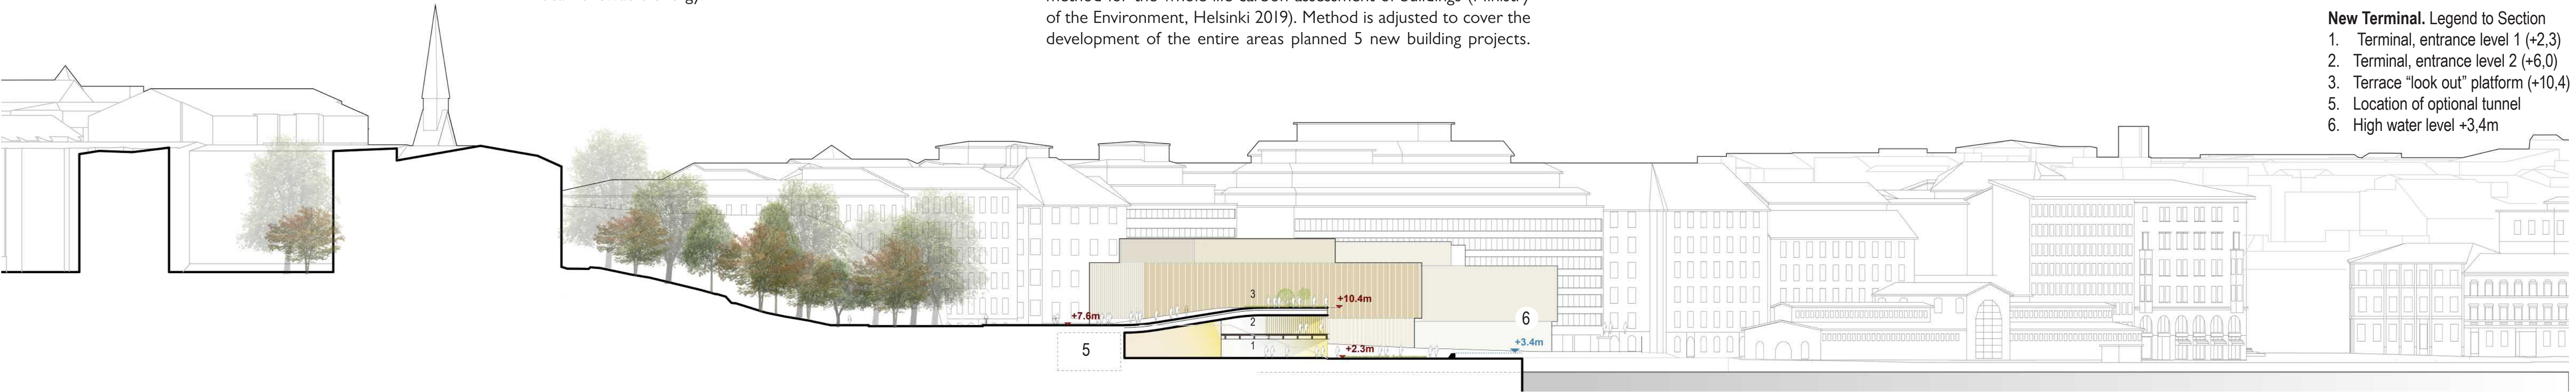 of the Environment, Helsinki 2019). Method is adjusted to cover the
development of the entire areas planned 5 new building projects.
New Terminal. Legend to Section
1. Terminal, entrance level 1 (+2,3)
2. Terminal, entrance level 2 (+6,0)
3. Terrace “look out” platform (+10,4)
5. Location of optional tunnel
6. High water level +3,4m
3
+10.4m
+7.6m
2
6
1
+3.4m
+2.3m
5